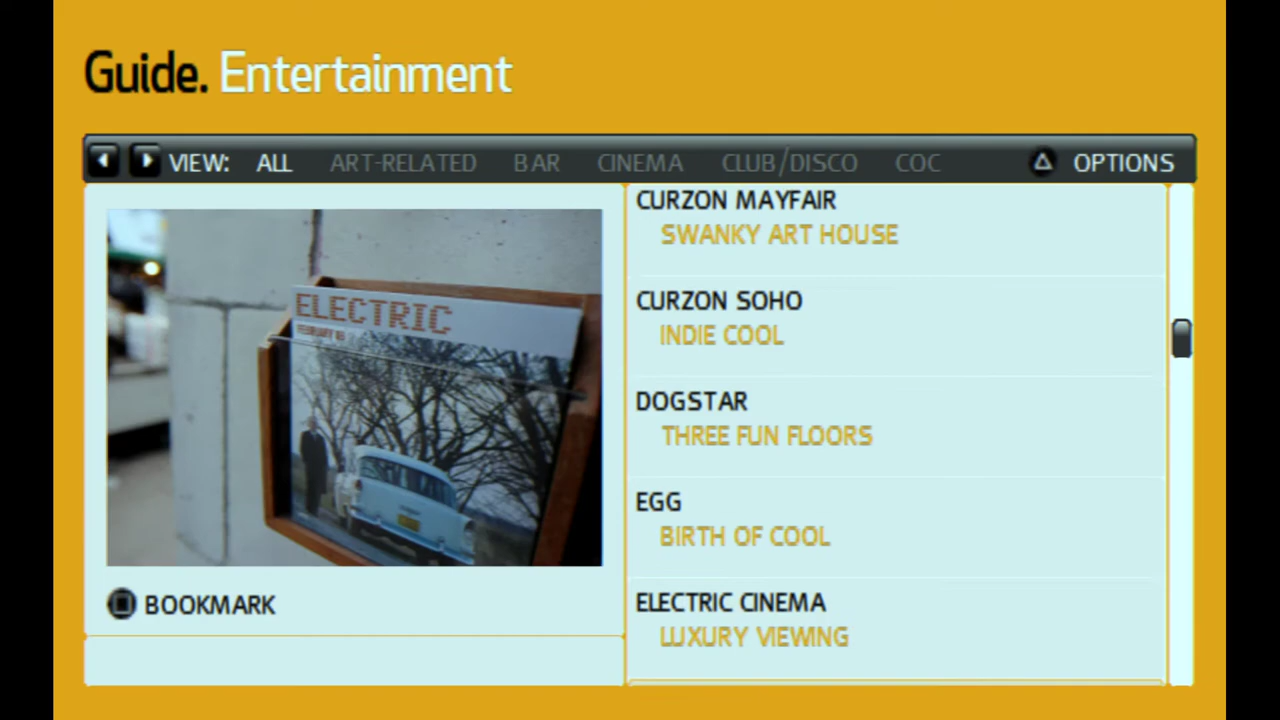 Guide. Entertainment
VIEW: ALL ART-RELATED BAR CINEMA CLUB/DISCO COC OPTIONS
ELECTRIC
FEBRUARY
BOOKMARK
CURZON MAYFAIR
SWANKY ART HOUSE
CURZON SOHO
INDIE COOL
DOGSTAR
THREE FUN FLOORS
EGG
BIRTH OF COOL
ELECTRIC CINEMA
LUXURY VIEWING